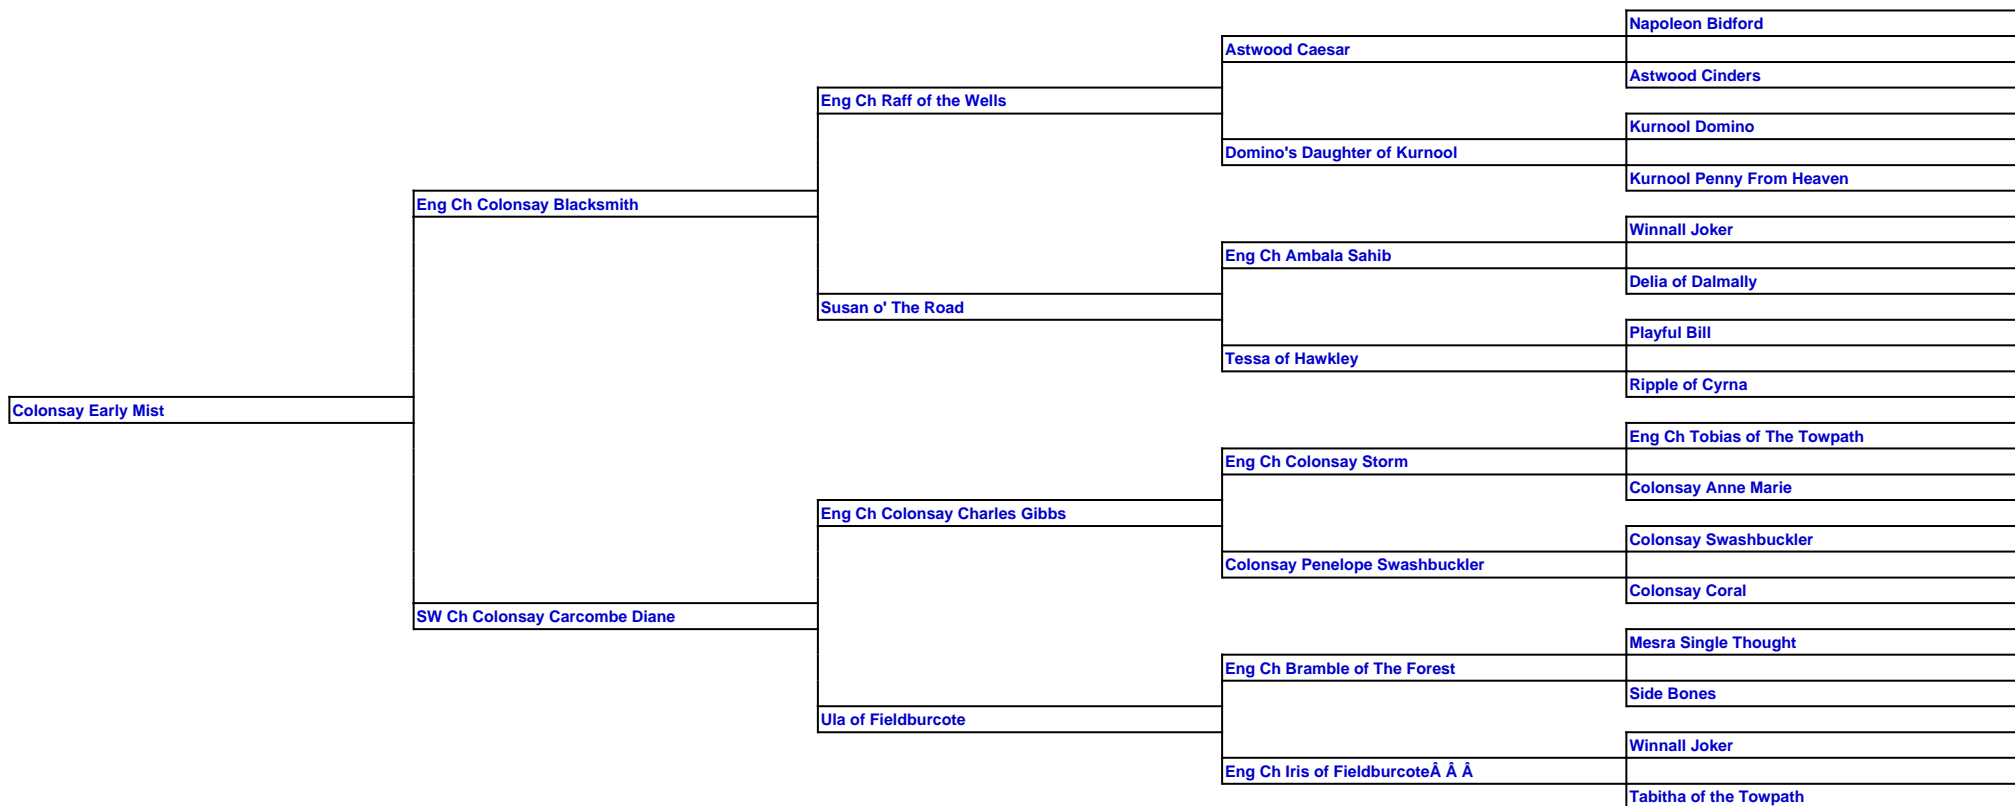 Napoleon Bidford
Astwood Caesar
Astwood Cinders
Eng Ch Raff of the Wells
Kurnool Domino
Domino's Daughter of Kurnool
Kurnool Penny From Heaven
Eng Ch Colonsay Blacksmith
Winnall Joker
Eng Ch Ambala Sahib
Delia of Dalmally
Susan o' The Road
Playful Bill
Tessa of Hawkley
Ripple of Cyrna
Colonsay Early Mist
Eng Ch Tobias of The Towpath
Eng Ch Colonsay Storm
Colonsay Anne Marie
Eng Ch Colonsay Charles Gibbs
Colonsay Swashbuckler
Colonsay Penelope Swashbuckler
Colonsay Coral
SW Ch Colonsay Carcombe Diane
Mesra Single Thought
Eng Ch Bramble of The Forest
Side Bones
Ula of Fieldburcote
Winnall Joker
Eng Ch Iris of FieldburcoteÂ Â Â
Tabitha of the Towpath